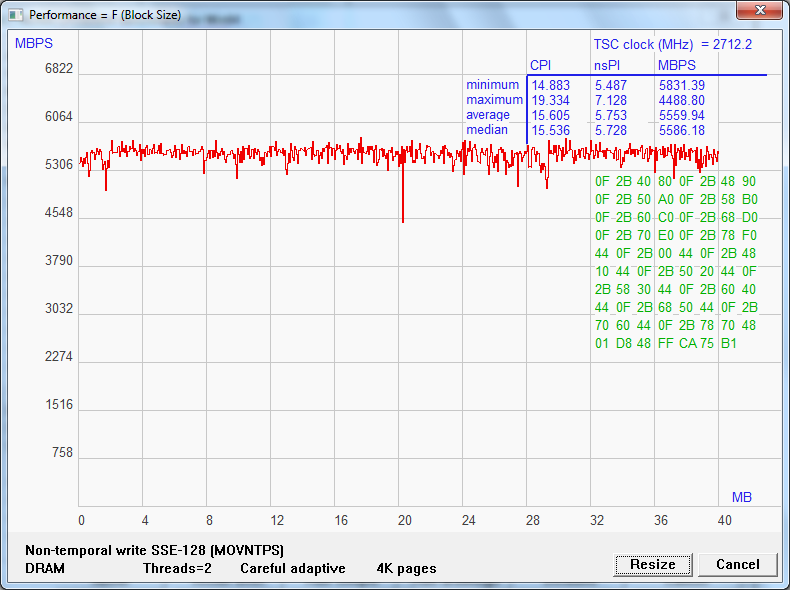 Performance = F (Block Size)
MBPS
TSC clock (MHz) = 2712.2
CPI nsPI MBPS
minimum 14.883 5.487 5831.39
maximum 19.334 7.128 4488.80
average 15.605 5.753 5559.94
median 15.536 5.728 5586.18
6822
6064
5306
4548
3790
3032
2274
1516
758
0F 2B 40 80 0F 2B 48 90
0F 2B 50 A0 0F 2B 58 B0
0F 2B 60 C0 0F 2B 68 D0
0F 2B 70 E0 0F 2B 78 F0
44 0F 2B 00 44 0F 2B 48
10 44 0F 2B 50 20 44 0F
2B 58 30 44 0F 2B 60 40
44 0F 2B 68 50 44 0F 2B
70 60 44 0F 2B 78 70 48
01 D8 48 FF CA 75 B1
MB
0 4 8 12 16 20 24 28 32 36 40
Non-temporal write SSE-128 (MOVNTPS)
DRAM Threads=2 Careful adaptive 4K pages
Resize Cancel